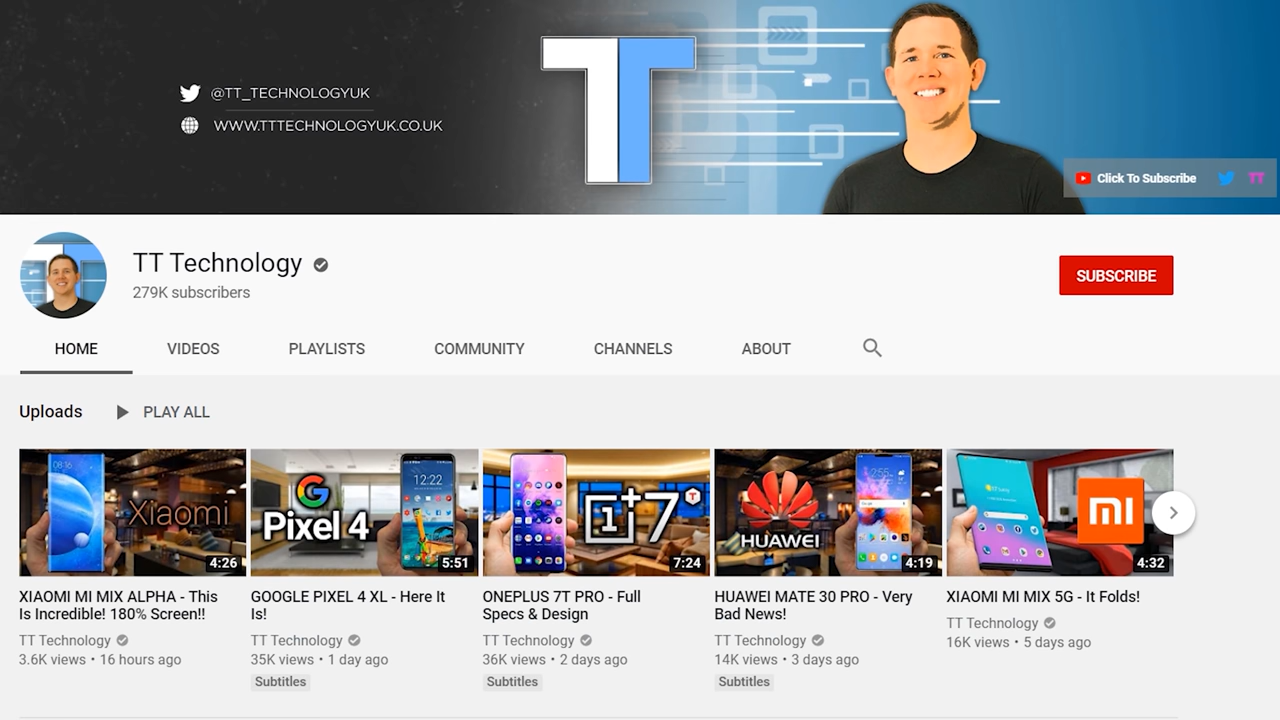 @TT_TECHNOLOGYUK
WWW.TTTECHNOLOGYUK.CO.UK
TT
Click To Subscribe
TT
TT Technology
279K subscribers
SUBSCRIBE
HOME
VIDEOS
PLAYLISTS
COMMUNITY
CHANNELS
ABOUT
Uploads
PLAY ALL
08:16
Xiaomi
4:26
XIAOMI MI MIX ALPHA - This
Is Incredible! 180% Screen!!
TT Technology
3.6K views • 16 hours ago
G
Pixel 4
12:22
5:51
GOOGLE PIXEL 4 XL - Here It
Is!
TT Technology
35K views • 1 day ago
Subtitles
1+7 T
7:24
ONEPLUS 7T PRO - Full
Specs & Design
TT Technology
36K views • 2 days ago
Subtitles
HUAWEI
2:55
4:19
HUAWEI MATE 30 PRO - Very
Bad News!
TT Technology
14K views • 3 days ago
Subtitles
MI
4:32
XIAOMI MI MIX 5G - It Folds!
TT Technology
16K views • 5 days ago